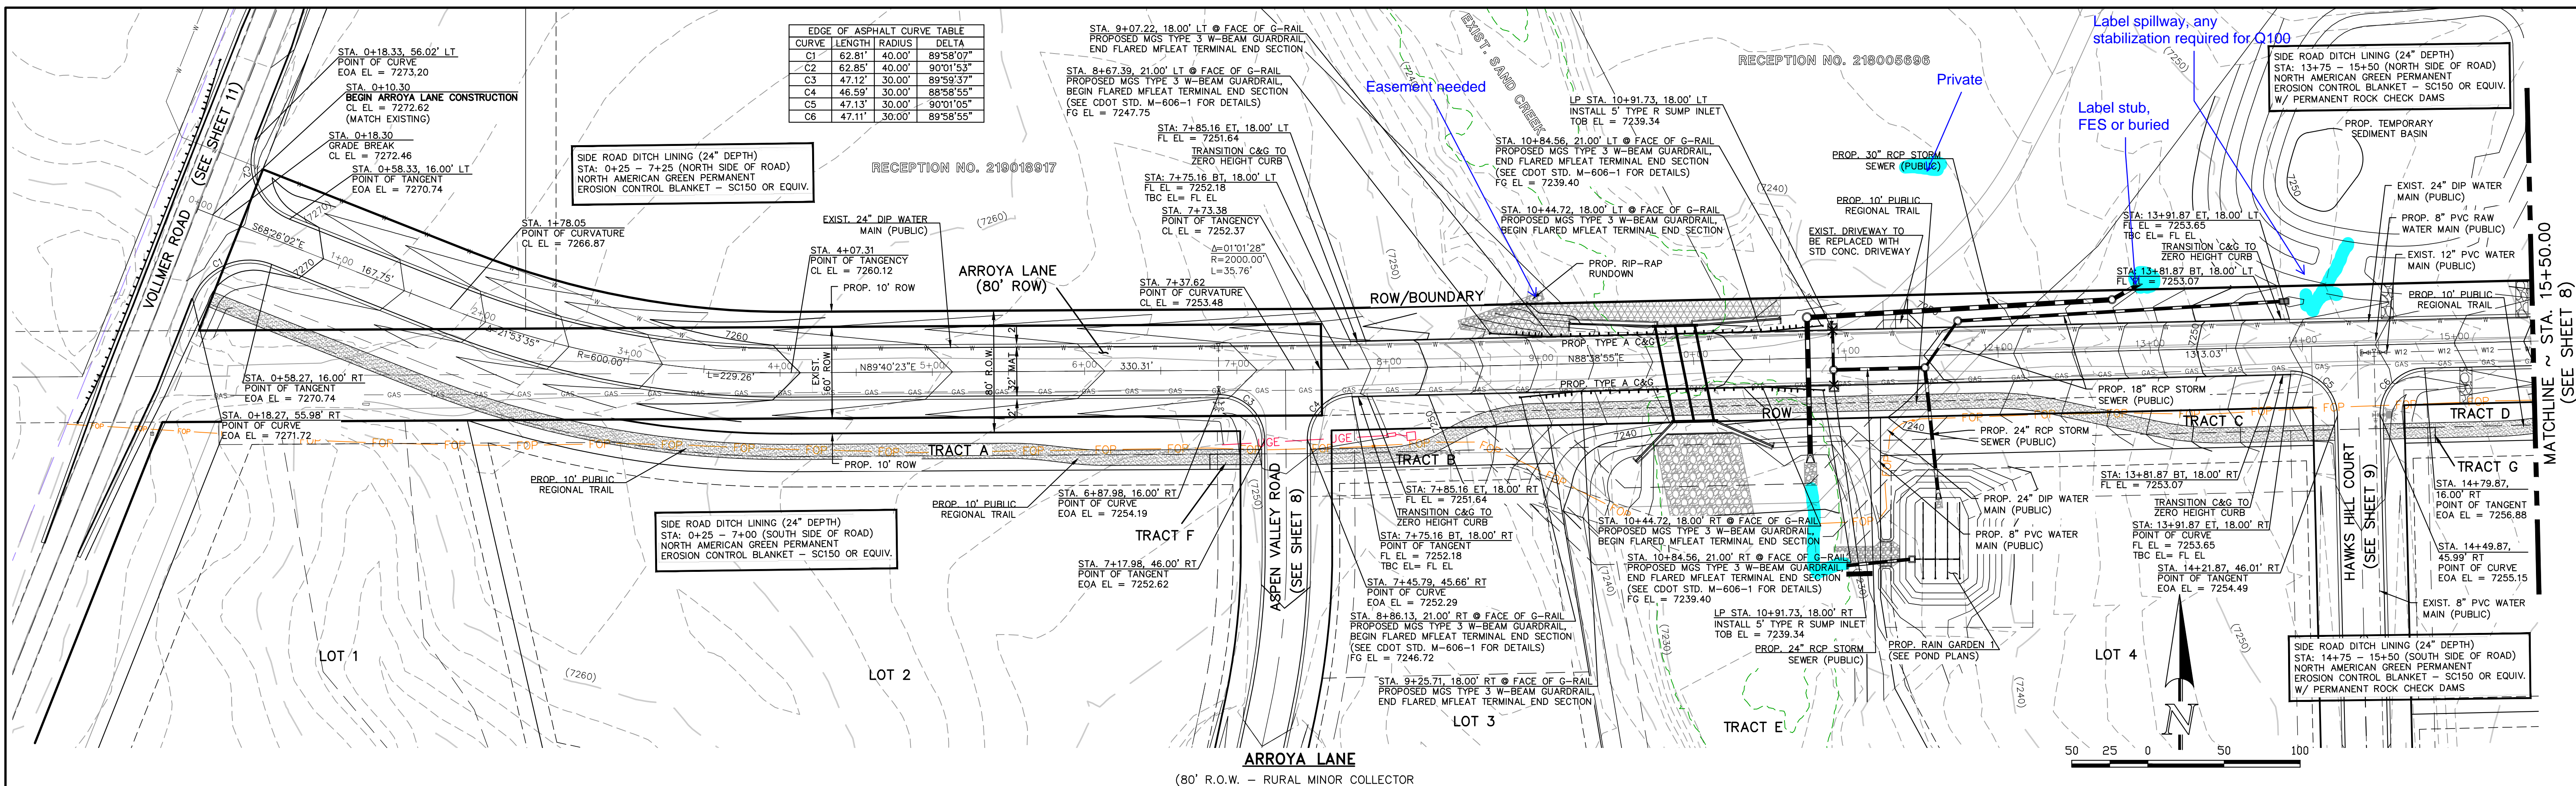 EDGE OF ASPHALT CURVE TABLE
CURVE LENGTH RADIUS DELTA
C1 62.81' 40.00' 89°58'07"
C2 62.85' 40.00' 90°01'53"
C3 47.12' 30.00' 89°59'37"
C4 46.59' 30.00' 88°58'55"
C5 47.13' 30.00' 90°01'05"
C6 47.11' 30.00' 89°58'55"
STA. 0+18.33, 56.02' LT
POINT OF CURVE
EOA EL = 7273,20
STA. 0+10.30
BEGIN ARROYA LANE CONSTRUCTION
CL EL = 7272.62
(MATCH EXISTING)
STA. 0+18.30
GRADE BREAK
CL EL = 7272.46
STA. 0+58.33, 16.00' LT
POINT OF TANGENT
EOA EL = 7270.74
VOLLMER ROAD (SEE SHEET 11)
SIDE ROAD DITCH LINING (24" DEPTH)
STA: 0+25 - 7+25 (NORTH SIDE OF ROAD)
NORTH AMERICAN GREEN PERMANENT
EROSION CONTROL BLANKET - SC150 OR EQUIV.
RECEPTION NO. 219018917
STA. 1+78.05
POINT OF CURVATURE
CL EL = 7266.87
EXIST. 24" DIP WATER
MAIN (PUBLIC)
STA. 4+07.31
POINT OF TANGENCY
CL EL = 7260.12
PROP. 10' ROW
ARROYA LANE
(80' ROW)
STA. 9+07.22, 18.00' LT @ FACE OF G-RAIL
PROPOSED MGS TYPE 3 W-BEAM GUARDRAIL,
END FLARED MFLEAT TERMINAL END SECTION
STA. 8+67.39, 21.00' LT @ FACE OF G-RAIL
PROPOSED MGS TYPE 3 W-BEAM GUARDRAIL,
BEGIN FLARED MFLEAT TERMINAL END SECTION
(SEE CDOT STD. M-606-1 FOR DETAILS)
FG EL = 7247.75
STA: 7+85.16 ET, 18.00' LT
FL EL = 7251.64
TRANSITION C&G TO
ZERO HEIGHT CURB
STA: 7+75.16 BT, 18.00' LT
FL EL = 7252.18
TBC EL= FL EL
STA. 7+73.38
POINT OF TANGENCY
CL EL = 7252.37
Δ=01°01'28"
R=2000.00'
L=35.76'
STA. 7+37.62
POINT OF CURVATURE
CL EL = 7253.48
Easement needed
EXIST. SAND CREEK
RECEPTION NO. 218005696
Private
Label spillway, any
stabilization required for Q100
Label stub,
FES or buried
SIDE ROAD DITCH LINING (24" DEPTH)
STA: 13+75 - 15+50 (NORTH SIDE OF ROAD)
NORTH AMERICAN GREEN PERMANENT
EROSION CONTROL BLANKET - SC150 OR EQUIV.
W/ PERMANENT ROCK CHECK DAMS
LP STA. 10+91.73, 18.00' LT
INSTALL 5' TYPE R SUMP INLET
TOB EL = 7239.34
STA. 10+84.56, 21.00' LT @ FACE OF G-RAIL
PROPOSED MGS TYPE 3 W-BEAM GUARDRAIL,
END FLARED MFLEAT TERMINAL END SECTION
(SEE CDOT STD. M-606-1 FOR DETAILS)
FG EL = 7239.40
STA. 10+44.72, 18.00' LT @ FACE OF G-RAIL
PROPOSED MGS TYPE 3 W-BEAM GUARDRAIL,
BEGIN FLARED MFLEAT TERMINAL END SECTION
PROP. RIP-RAP
RUNDOWN
PROP. 30" RCP STORM
SEWER (PUBLIC)
PROP. 10' PUBLIC
REGIONAL TRAIL
EXIST. DRIVEWAY TO
BE REPLACED WITH
STD CONC. DRIVEWAY
PROP. TEMPORARY
SEDIMENT BASIN
EXIST. 24" DIP WATER
MAIN (PUBLIC)
PROP. 8" PVC RAW
WATER MAIN (PUBLIC)
EXIST. 12" PVC WATER
MAIN (PUBLIC)
PROP. 10' PUBLIC
REGIONAL TRAIL
STA: 13+91.87 ET, 18.00' LT
FL EL = 7253.65
TBC EL= FL EL
TRANSITION C&G TO
ZERO HEIGHT CURB
STA: 13+81.87 BT, 18.00' LT
FL EL = 7253.07
MATCHLINE ~ STA. 15+50.00
(SEE SHEET 8)
ROW/BOUNDARY
PROP. TYPE A C&G
PROP. TYPE A C&G
ROW
S68°26'02"E
167.75'
Δ=21°53'35"
R=600.00'
L=229.26'
N89°40'23"E
330.31'
N88°38'55"E
1313.03'
EXIST. 60' ROW
80' R.O.W.
32' MAT
STA. 0+58.27, 16.00' RT
POINT OF TANGENT
EOA EL = 7270.74
STA. 0+18.27, 55.98' RT
POINT OF CURVE
EOA EL = 7271.72
PROP. 10' PUBLIC
REGIONAL TRAIL
TRACT A
PROP. 10' ROW
PROP. 10' PUBLIC
REGIONAL TRAIL
SIDE ROAD DITCH LINING (24" DEPTH)
STA: 0+25 - 7+00 (SOUTH SIDE OF ROAD)
NORTH AMERICAN GREEN PERMANENT
EROSION CONTROL BLANKET - SC150 OR EQUIV.
STA. 6+87.98, 16.00' RT
POINT OF CURVE
EOA EL = 7254.19
TRACT F
STA. 7+17.98, 46.00' RT
POINT OF TANGENT
EOA EL = 7252.62
ASPEN VALLEY ROAD
(SEE SHEET 8)
TRACT B
STA: 7+85.16 ET, 18.00' RT
FL EL = 7251.64
TRANSITION C&G TO
ZERO HEIGHT CURB
STA: 7+75.16 BT, 18.00' RT
POINT OF TANGENT
FL EL = 7252.18
TBC EL= FL EL
STA. 7+45.79, 45.66' RT
POINT OF CURVE
EOA EL = 7252.29
STA. 8+86.13, 21.00' RT @ FACE OF G-RAIL
PROPOSED MGS TYPE 3 W-BEAM GUARDRAIL,
BEGIN FLARED MFLEAT TERMINAL END SECTION
(SEE CDOT STD. M-606-1 FOR DETAILS)
FG EL = 7246.72
STA. 9+25.71, 18.00' RT @ FACE OF G-RAIL
PROPOSED MGS TYPE 3 W-BEAM GUARDRAIL,
END FLARED MFLEAT TERMINAL END SECTION
STA. 10+44.72, 18.00' RT @ FACE OF G-RAIL
PROPOSED MGS TYPE 3 W-BEAM GUARDRAIL,
BEGIN FLARED MFLEAT TERMINAL END SECTION
STA. 10+84.56, 21.00' RT @ FACE OF G-RAIL
PROPOSED MGS TYPE 3 W-BEAM GUARDRAIL,
END FLARED MFLEAT TERMINAL END SECTION
(SEE CDOT STD. M-606-1 FOR DETAILS)
FG EL = 7239.40
LP STA. 10+91.73, 18.00' RT
INSTALL 5' TYPE R SUMP INLET
TOB EL = 7239.34
PROP. 24" RCP STORM
SEWER (PUBLIC)
PROP. RAIN GARDEN 1
(SEE POND PLANS)
PROP. 18" RCP STORM
SEWER (PUBLIC)
PROP. 24" RCP STORM
SEWER (PUBLIC)
PROP. 24" DIP WATER
MAIN (PUBLIC)
PROP. 8" PVC WATER
MAIN (PUBLIC)
TRACT C
TRACT D
TRACT G
STA: 13+81.87 BT, 18.00' RT
FL EL = 7253.07
TRANSITION C&G TO
ZERO HEIGHT CURB
STA: 13+91.87 ET, 18.00' RT
POINT OF CURVE
FL EL = 7253.65
TBC EL= FL EL
STA. 14+21.87, 46.01' RT
POINT OF TANGENT
EOA EL = 7254.49
HAWKS HILL COURT
(SEE SHEET 9)
STA. 14+79.87,
16.00' RT
POINT OF TANGENT
EOA EL = 7256.88
STA. 14+49.87,
45.99' RT
POINT OF CURVE
EOA EL = 7255.15
EXIST. 8" PVC WATER
MAIN (PUBLIC)
SIDE ROAD DITCH LINING (24" DEPTH)
STA: 14+75 - 15+50 (SOUTH SIDE OF ROAD)
NORTH AMERICAN GREEN PERMANENT
EROSION CONTROL BLANKET - SC150 OR EQUIV.
W/ PERMANENT ROCK CHECK DAMS
LOT 1
LOT 2
LOT 3
TRACT E
LOT 4
N
50 25 0 50 100
ARROYA LANE
(80' R.O.W. - RURAL MINOR COLLECTOR